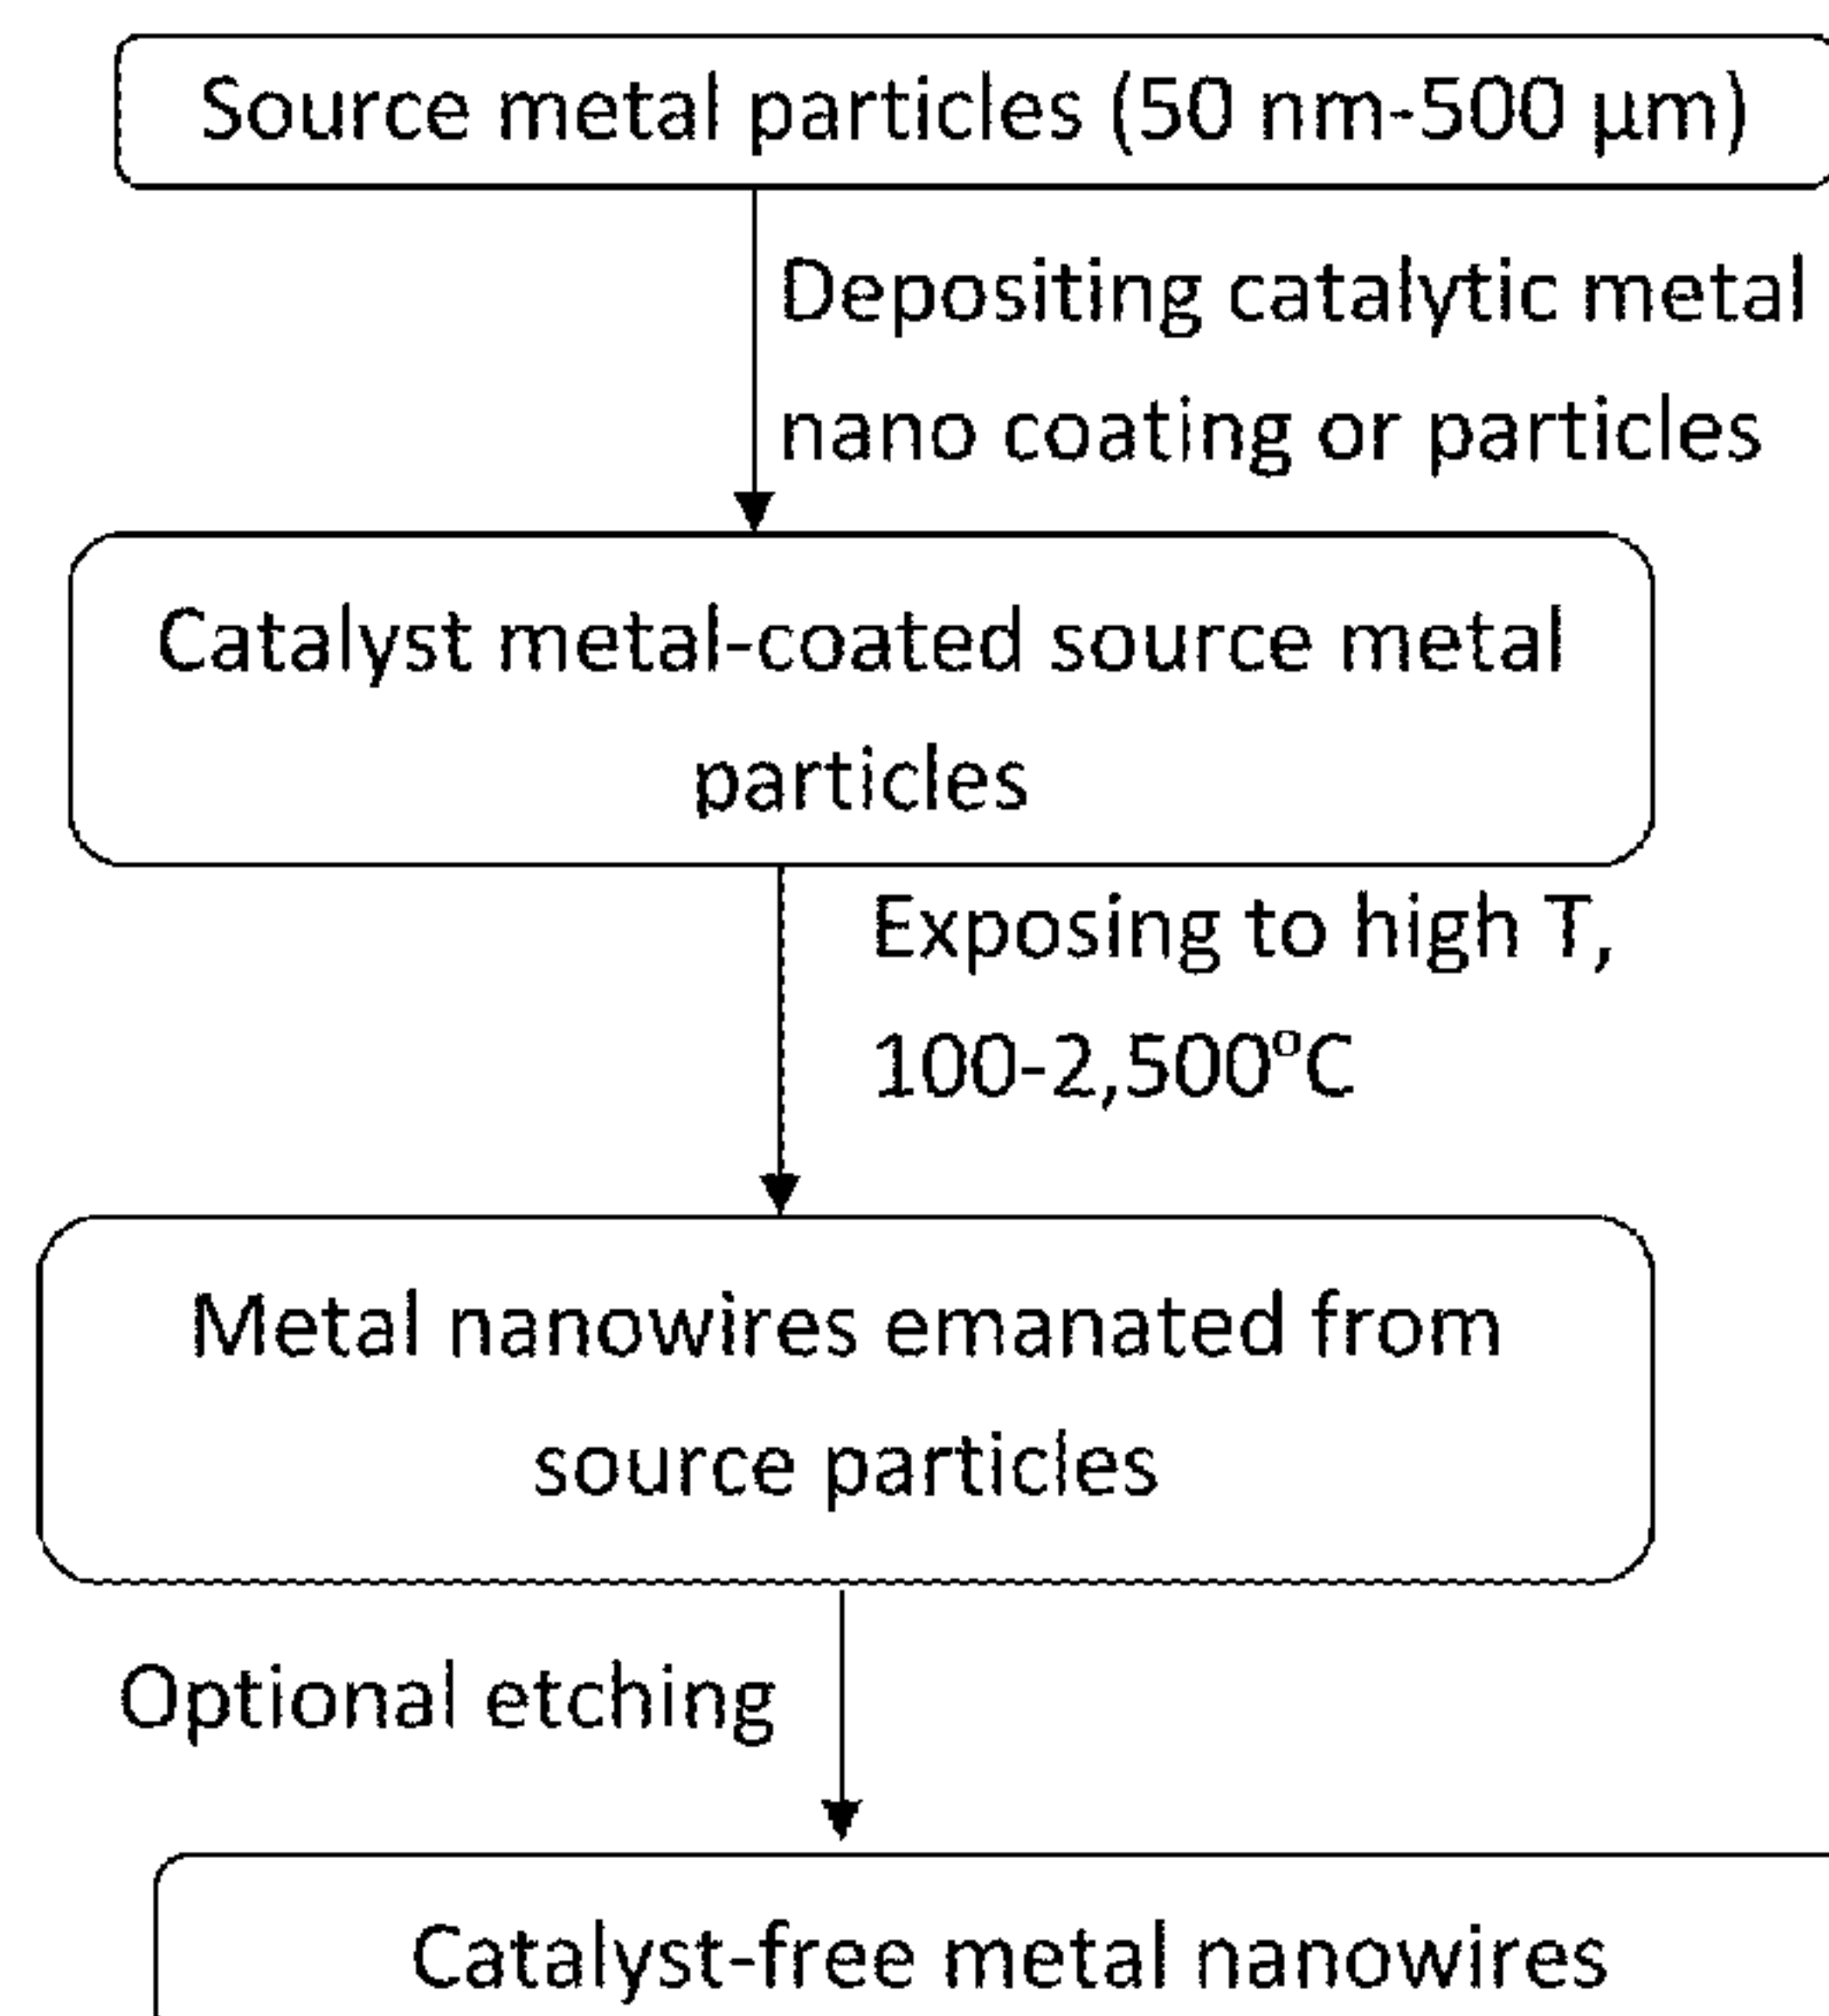 Source metal particles (50 nm-500 µm)
Depositing catalytic metal
nano coating or particles
Catalyst metal-coated source metal
particles
Exposing to high T,
100-2,500ºC
Metal nanowires emanated from
source particles
Optional etching
Catalyst-free metal nanowires